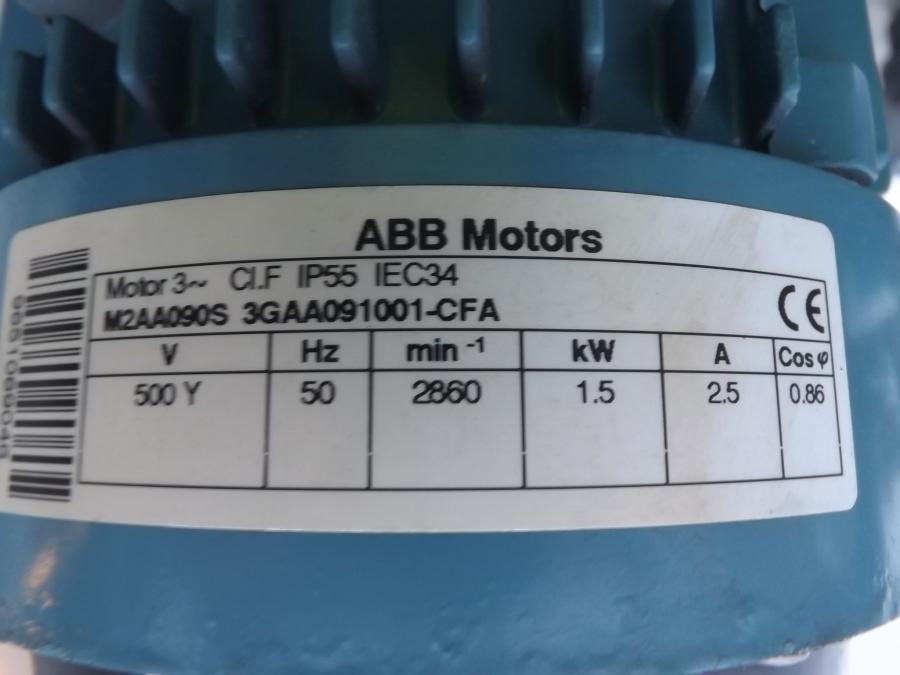 ABB Motors
Motor 3~ Cl.F IP55 IEC34
M2AA090S 3GAA091001-CFA
CE
V Hz min -1 kW A Cos φ
500 Y 50 2860 1.5 2.5 0.86